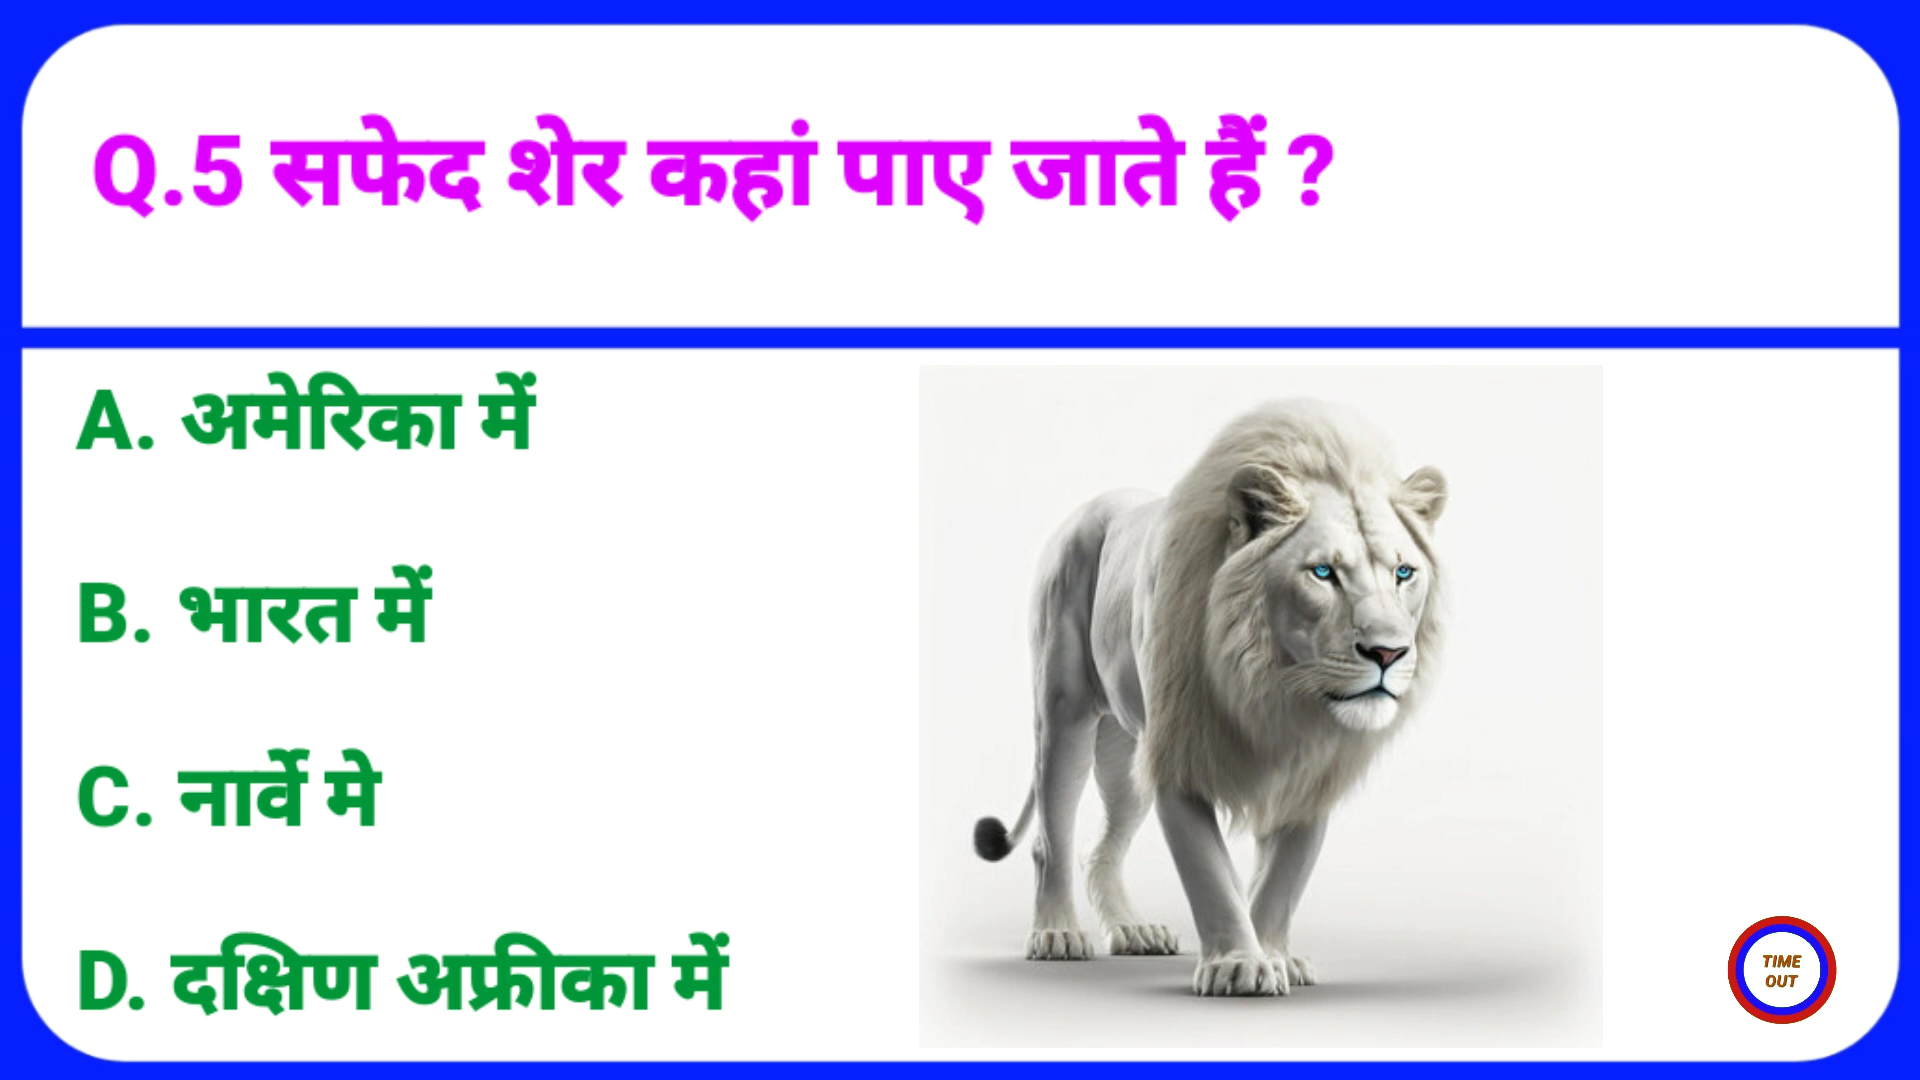 Q.5 सफेद शेर कहां पाए जाते हैं ?
A. अमेरिका में
B. भारत में
C. नार्वे मे
D. दक्षिण अफ्रीका में
TIME
OUT